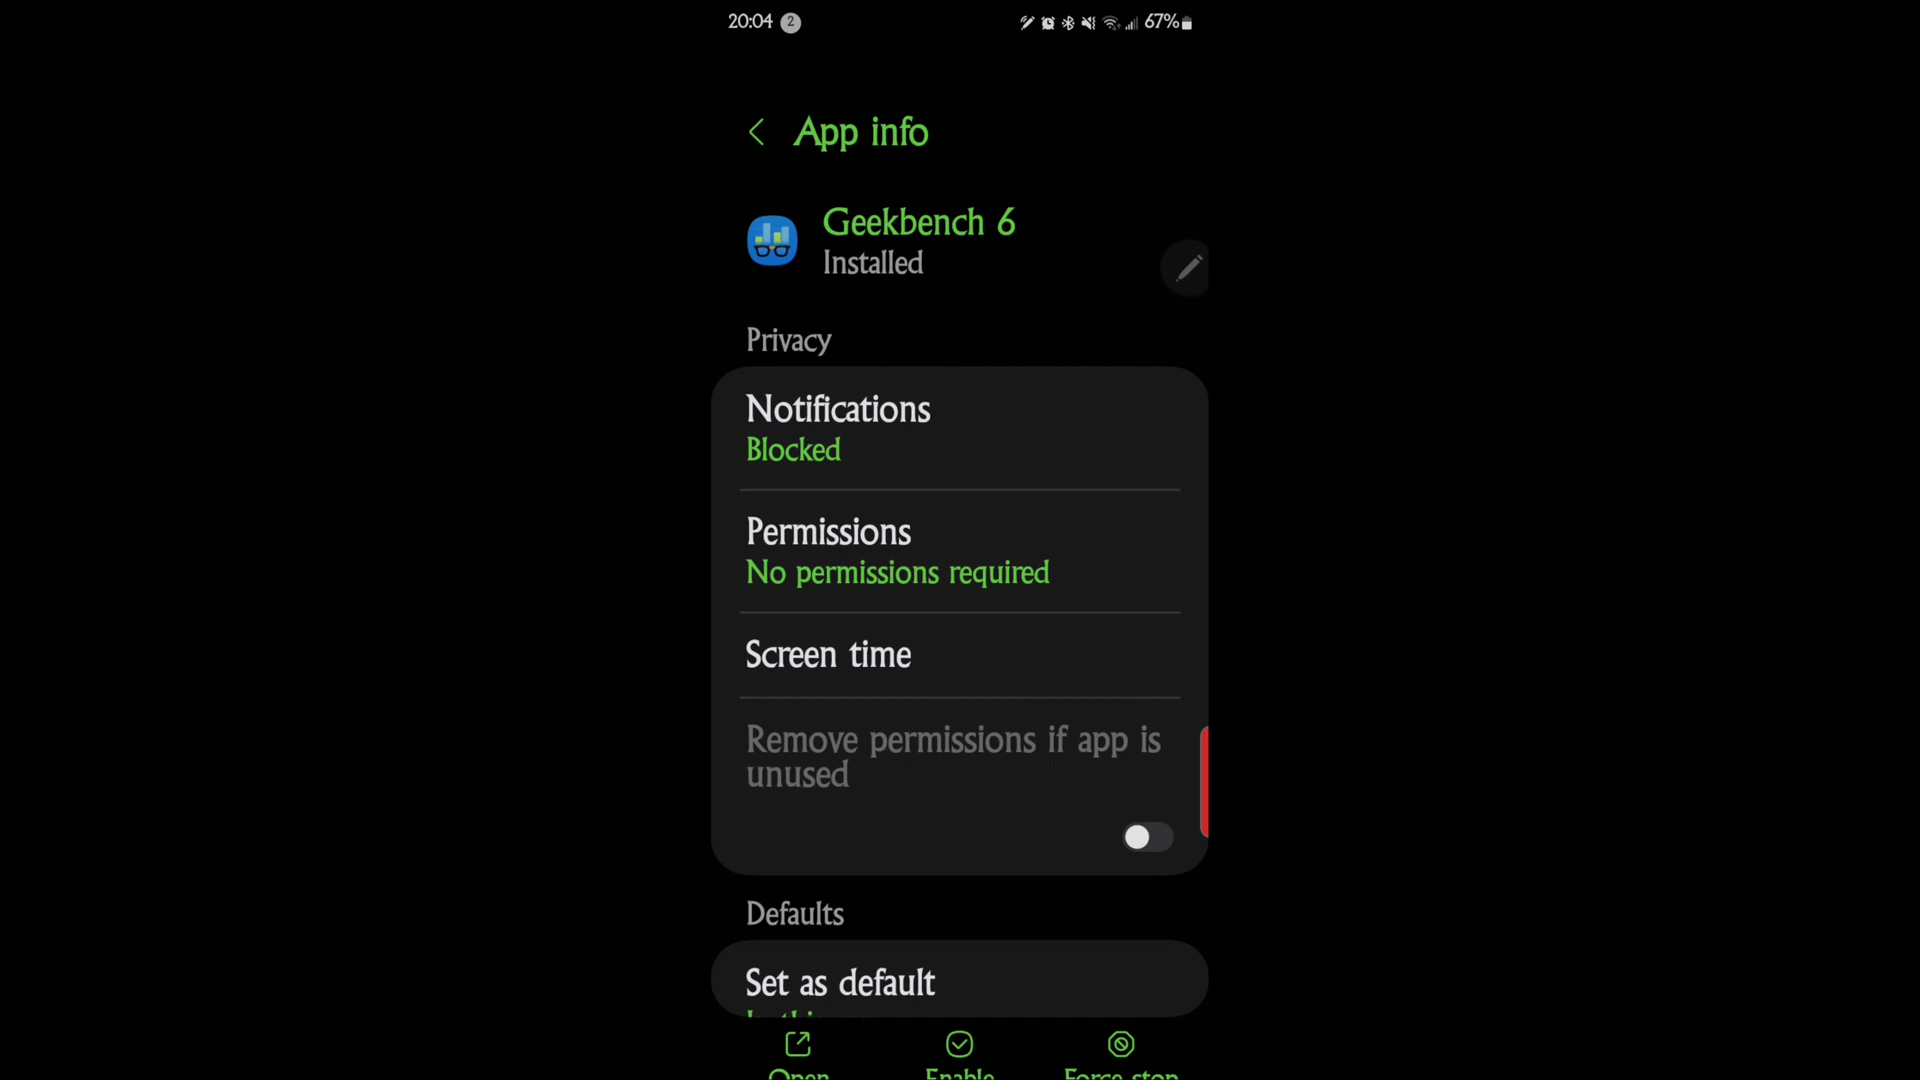 20:04 2 67%
App info
Geekbench 6
Installed
Privacy
Notifications
Blocked
Permissions
No permissions required
Screen time
Remove permissions if app is
unused
Defaults
Set as default
Open Enable Force stop